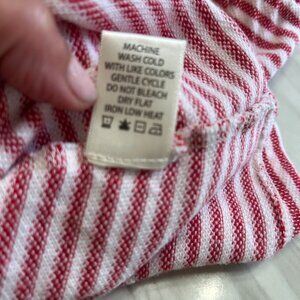 MACHINE
WASH COLD
WITH LIKE COLORS
GENTLE CYCLE
DO NOT BLEACH
DRY FLAT
IRON LOW HEAT